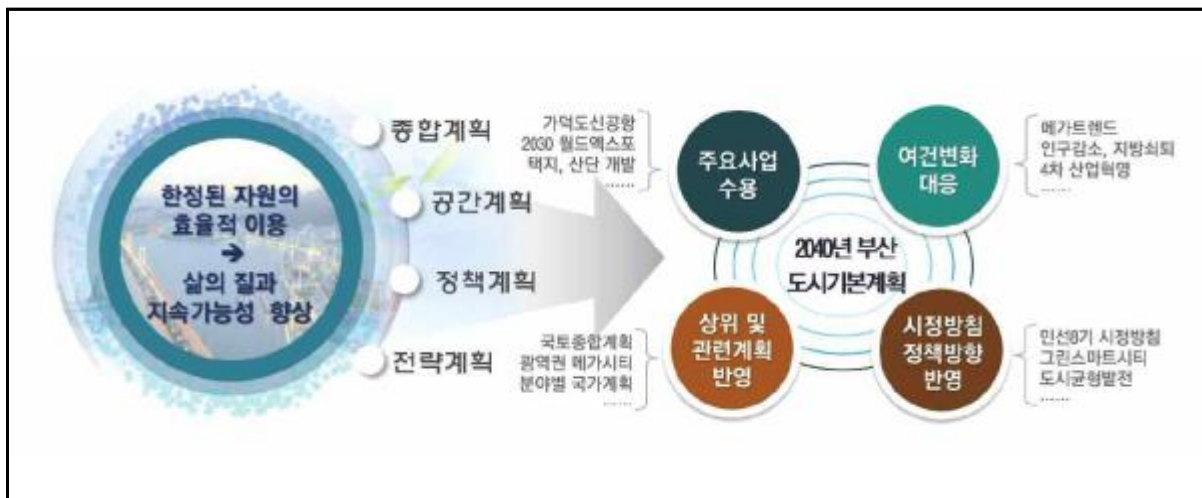 한정된 자원의
효율적 이용
➔
삶의 질과
지속가능성 향상
종합계획
공간계획
정책계획
전략계획
가덕도신공항
2030 월드엑스포
택지, 산단 개발
......
주요사업
수용
여건변화
대응
메가트렌드
인구감소, 지방쇠퇴
4차 산업혁명
......
2040년 부산
도시기본계획
국토종합계획
광역권 메가시티
분야별 국가계획
......
상위 및
관련계획
반영
시정방침
정책방향
반영
민선8기 시정방침
그린스마트시티
도시균형발전
......